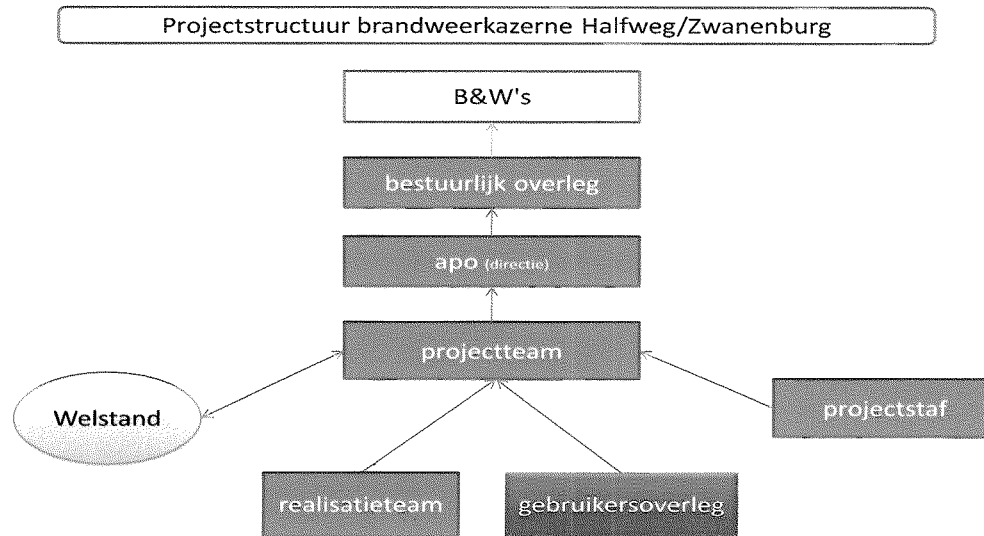 Projectstructuur brandweerkazerne Halfweg/Zwanenburg
B&W's
bestuurlijk overleg
apo (directie)
projectteam
Welstand
projectstaf
realisatieteam
gebruikersoverleg